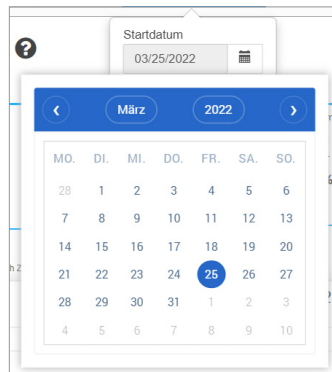 Startdatum
?
03/25/2022
März 2022
MO. DI. MI. DO. FR. SA. SO.
28 1 2 3 4 5 6
7 8 9 10 11 12 13
14 15 16 17 18 19 20
21 22 23 24 25 26 27
28 29 30 31 1 2 3
4 5 6 7 8 9 10